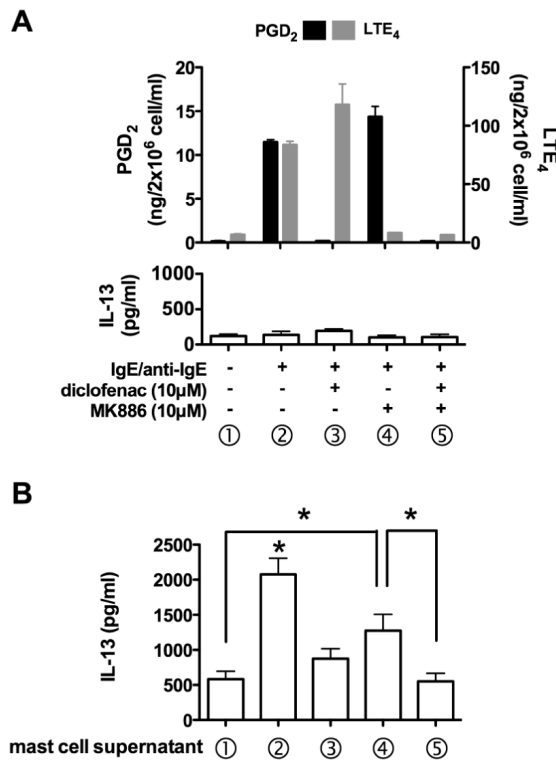 A
PGD2 LTE4
20
15
10
5
0
PGD2
(ng/2x10^6 cell/ml)
150
100
50
0
LTE4
(ng/2x10^6 cell/ml)
1000
500
0
IL-13
(pg/ml)
IgE/anti-IgE - + + + +
diclofenac (10µM) - - + - +
MK886 (10µM) - - - + +
① ② ③ ④ ⑤
B
* *
*
2500
2000
1500
1000
500
0
IL-13 (pg/ml)
mast cell supernatant ① ② ③ ④ ⑤